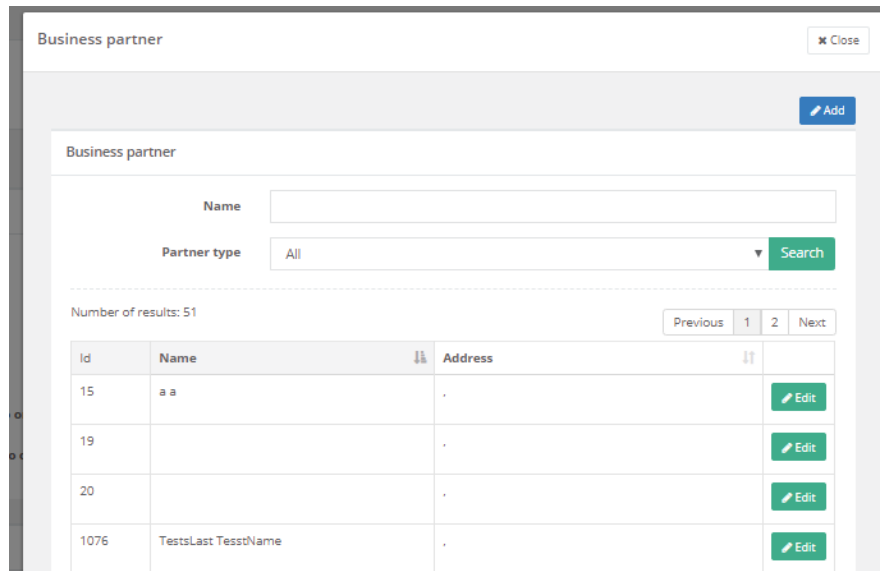 Business partner
× Close
Add
Business partner
Name
Partner type All ▼ Search
Number of results: 51
Previous 1 2 Next
Id Name Address
15 a a , Edit
19 , Edit
20 , Edit
1076 TestsLast TesstName , Edit